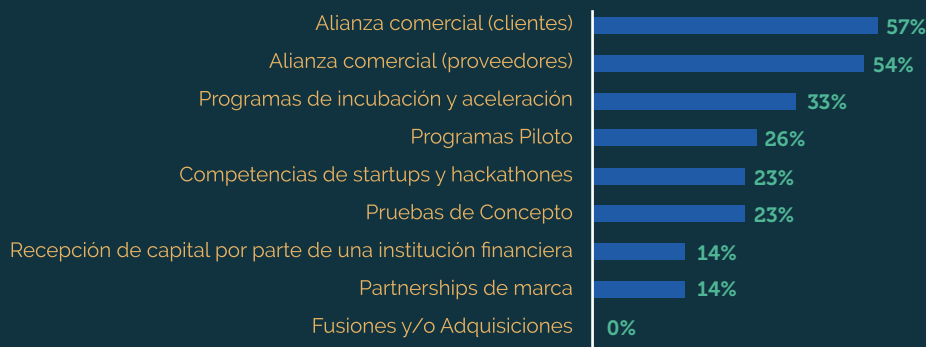 Alianza comercial (clientes) 57%
Alianza comercial (proveedores) 54%
Programas de incubación y aceleración 33%
Programas Piloto 26%
Competencias de startups y hackathones 23%
Pruebas de Concepto 23%
Recepción de capital por parte de una institución financiera 14%
Partnerships de marca 14%
Fusiones y/o Adquisiciones 0%